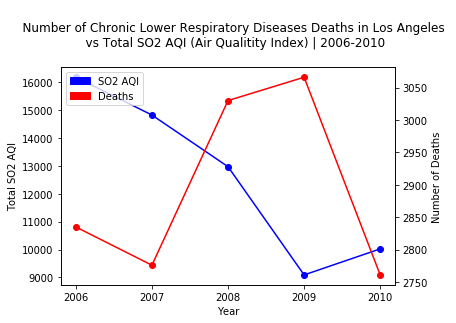 Number of Chronic Lower Respiratory Diseases Deaths in Los Angeles
vs Total SO2 AQI (Air Qualitity Index) | 2006-2010
SO2 AQI
Deaths
16000
15000
14000
13000
12000
11000
10000
9000
Total SO2 AQI
3050
3000
2950
2900
2850
2800
2750
Number of Deaths
2006 2007 2008 2009 2010
Year